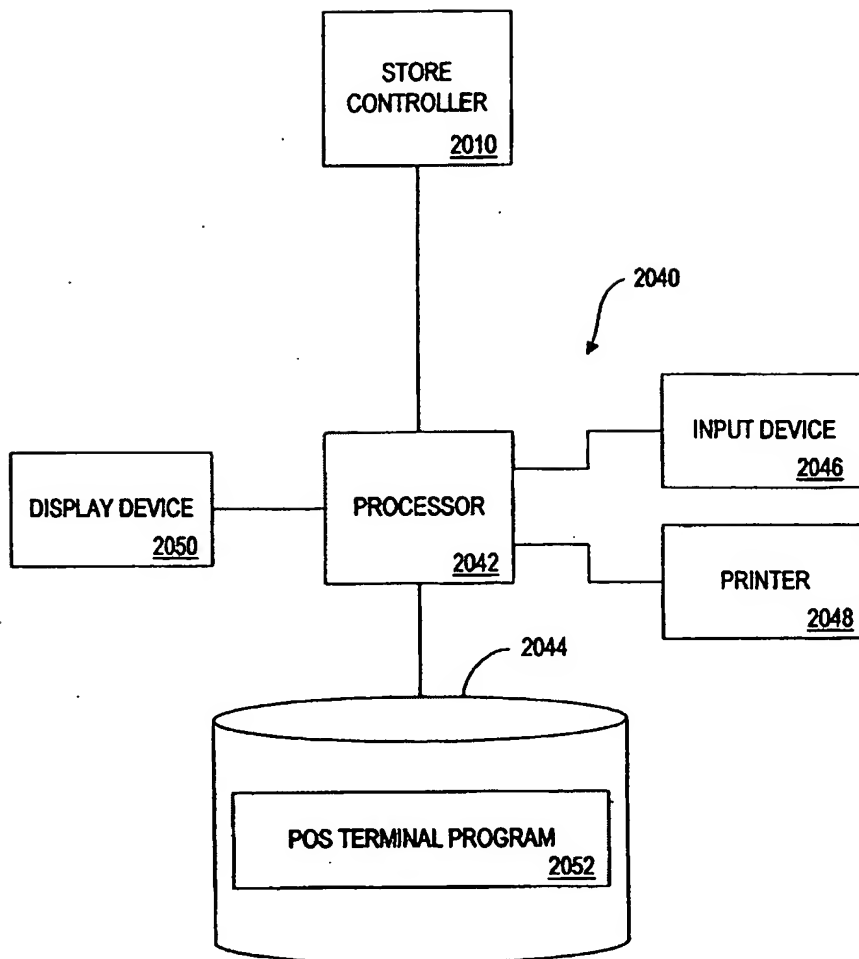 STORE
CONTROLLER
2010
2040
INPUT DEVICE
2046
DISPLAY DEVICE
2050
PROCESSOR
2042
PRINTER
2048
2044
POS TERMINAL PROGRAM
2052